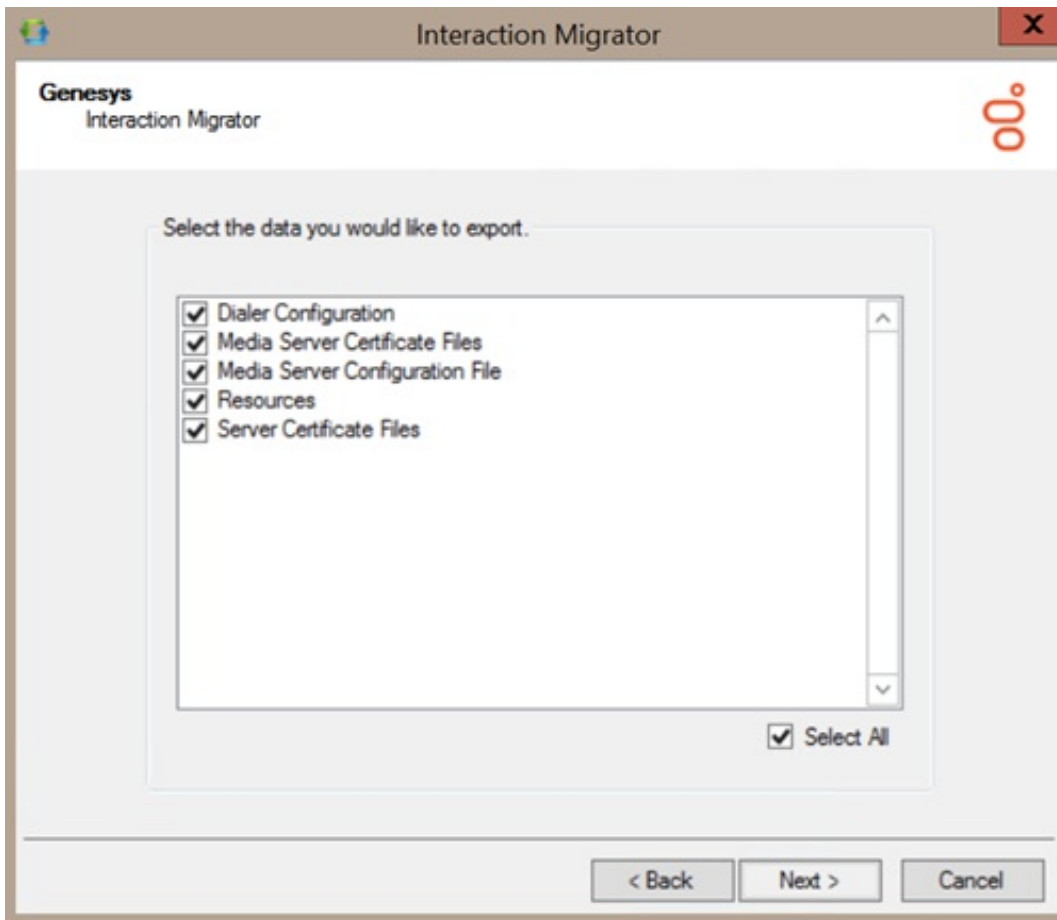 Interaction Migrator
X
Genesys
Interaction Migrator
Select the data you would like to export.
Dialer Configuration
Media Server Certificate Files
Media Server Configuration File
Resources
Server Certificate Files
Select All
< Back
Next >
Cancel